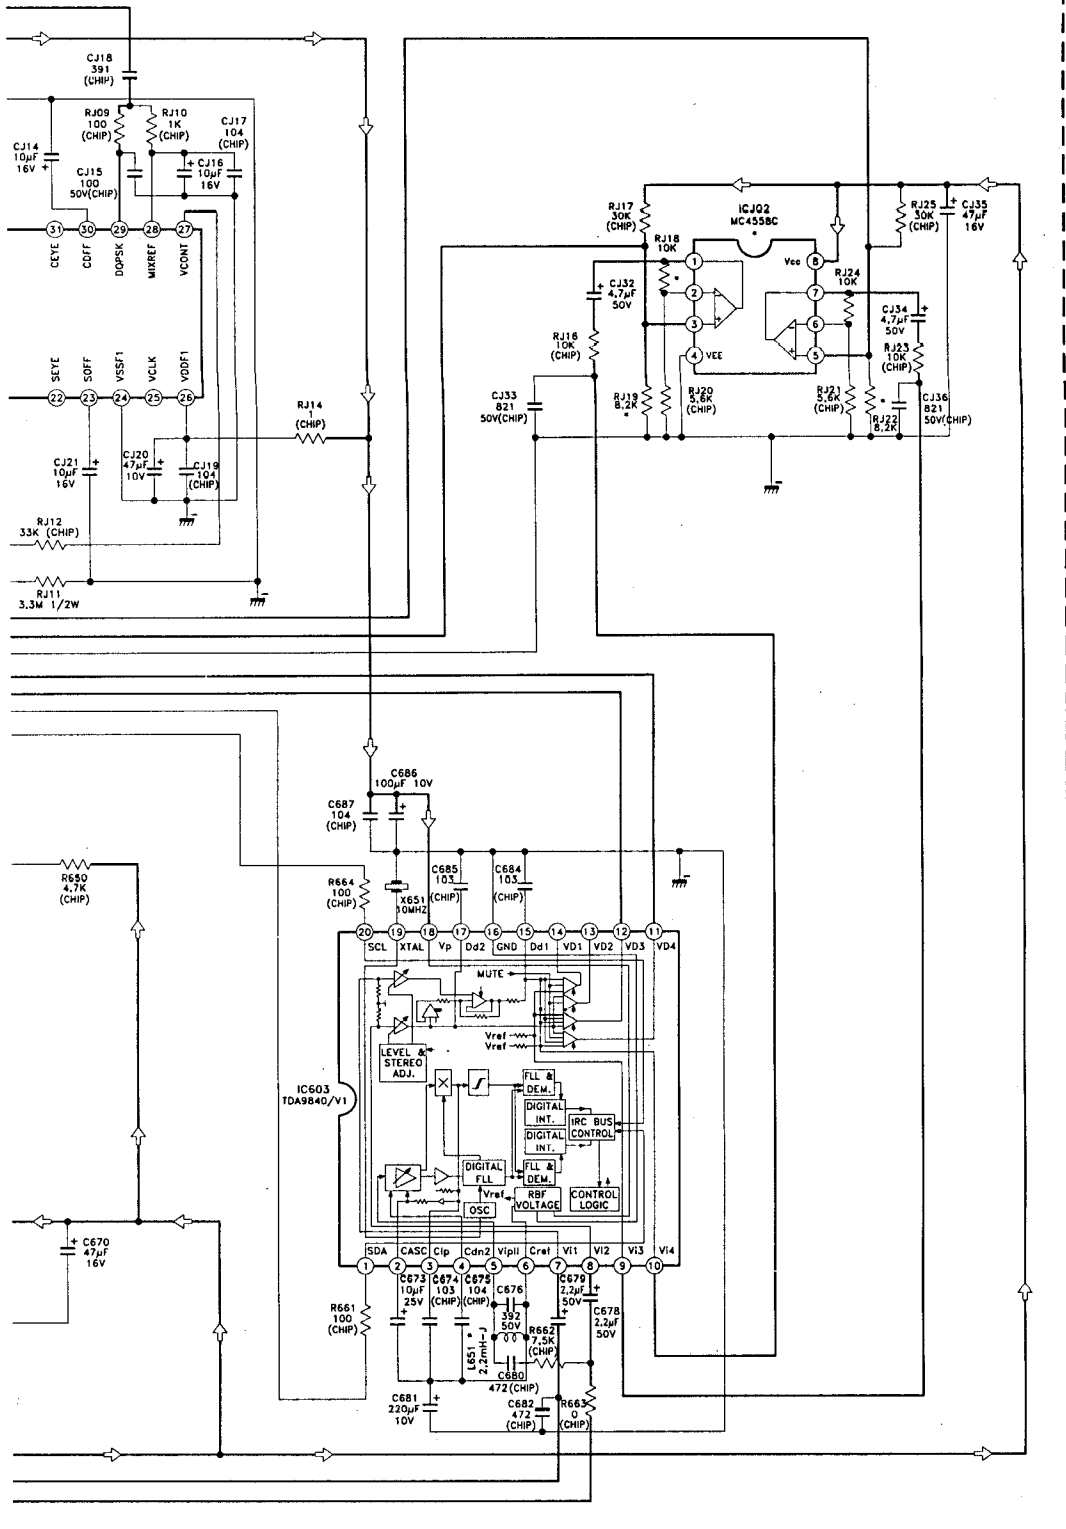 CJ18
391
(CHIP)
RJ09
100
(CHIP)
RJ10
1K
(CHIP)
CJ17
104
(CHIP)
CJ14
10µF
16V
+
CJ15
100
50V(CHIP)
+
CJ16
10µF
16V
31
30
29
28
27
CEYE
CDFF
DQPSK
MIXREF
VCONT
SEYE
SOFF
VSSF1
VCLK
VDDF1
22
23
24
25
26
RJ14
1
(CHIP)
CJ21
10µF
16V
+
CJ20
47µF
10V
+
CJ19
104
(CHIP)
RJ12
33K (CHIP)
RJ11
3.3M 1/2W
RJ17
30K
(CHIP)
ICJ02
MC4558C
RJ25
30K
(CHIP)
+
CJ35
47µF
16V
RJ18
10K
1
2
3
4
VEE
Vcc
8
7
6
5
RJ24
10K
+
CJ32
4.7µF
50V
+
CJ34
4.7µF
50V
RJ16
10K
(CHIP)
RJ23
10K
(CHIP)
CJ33
821
50V(CHIP)
RJ19
8.2K
RJ20
5.6K
(CHIP)
RJ21
5.6K
(CHIP)
RJ22
8.2K
CJ36
821
50V(CHIP)
C686
100µF 10V
+
C687
104
(CHIP)
R650
4.7K
(CHIP)
R664
100
(CHIP)
X651
10MHZ
C685
103
(CHIP)
C684
103
(CHIP)
20
19
18
17
16
15
14
13
12
11
SCL
XTAL
Vp
Dd2
GND
Dd1
VD1
VD2
VD3
VD4
MUTE
Vref
Vref
LEVEL &
STEREO
ADJ.
IC603
TDA9840/V1
FLL &
DEM.
DIGITAL
INT.
IRC BUS
CONTROL
DIGITAL
INT.
FLL &
DEM.
DIGITAL
FLL
Vref
RBF
VOLTAGE
CONTROL
LOGIC
OSC
SDA
CASC
Clp
Cdn2
Vipll
Cref
Vi1
Vi2
Vi3
Vi4
1
2
3
4
5
6
7
8
9
10
+
C670
47µF
16V
R661
100
(CHIP)
C673
10µF
25V
+
C674
103
(CHIP)
C675
104
(CHIP)
C676
392
50V
C679
2.2µF
50V
+
+
C678
2.2µF
50V
L651 *
2.2mH-J
R662
7.5K
(CHIP)
C680
472(CHIP)
C681
220µF
10V
+
C682
472
(CHIP)
R663
0
(CHIP)